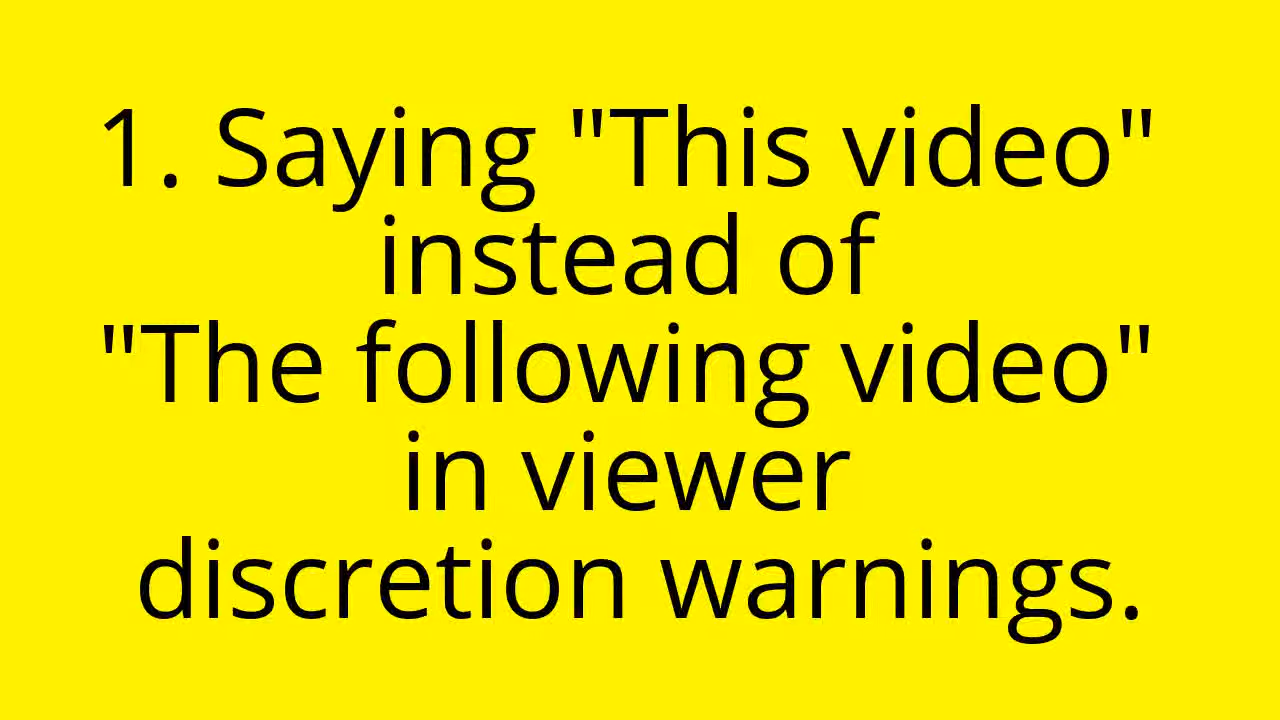 1. Saying "This video"
instead of
"The following video"
in viewer
discretion warnings.